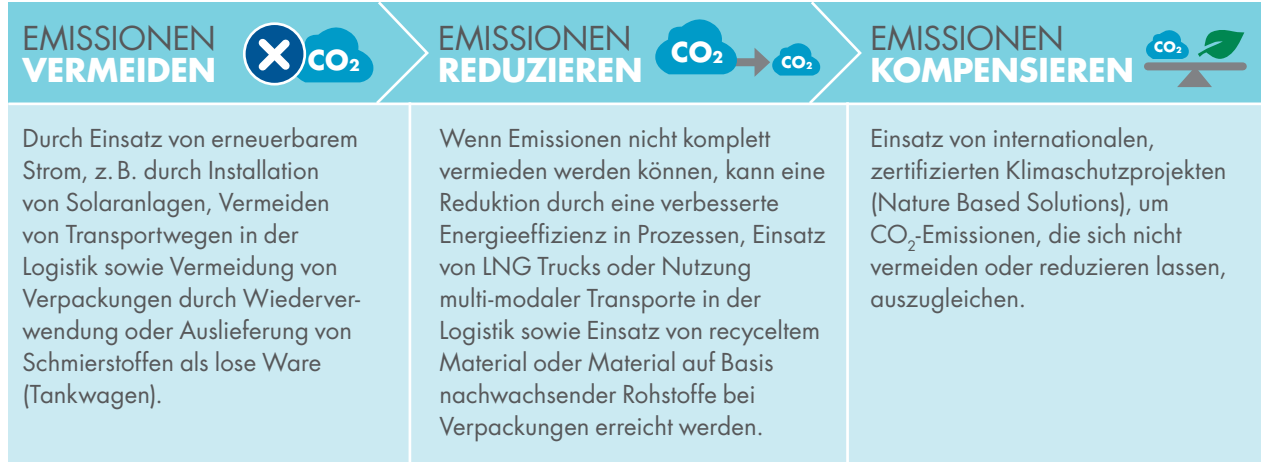 EMISSIONEN
VERMEIDEN
CO₂
Durch Einsatz von erneuerbarem
Strom, z. B. durch Installation
von Solaranlagen, Vermeiden
von Transportwegen in der
Logistik sowie Vermeidung von
Verpackungen durch Wiederver-
wendung oder Auslieferung von
Schmierstoffen als lose Ware
(Tankwagen).
EMISSIONEN
REDUZIEREN
CO₂
CO₂
Wenn Emissionen nicht komplett
vermieden werden können, kann eine
Reduktion durch eine verbesserte
Energieeffizienz in Prozessen, Einsatz
von LNG Trucks oder Nutzung
multi-modaler Transporte in der
Logistik sowie Einsatz von recyceltem
Material oder Material auf Basis
nachwachsender Rohstoffe bei
Verpackungen erreicht werden.
EMISSIONEN
KOMPENSIEREN
CO₂
Einsatz von internationalen,
zertifizierten Klimaschutzprojekten
(Nature Based Solutions), um
CO₂-Emissionen, die sich nicht
vermeiden oder reduzieren lassen,
auszugleichen.